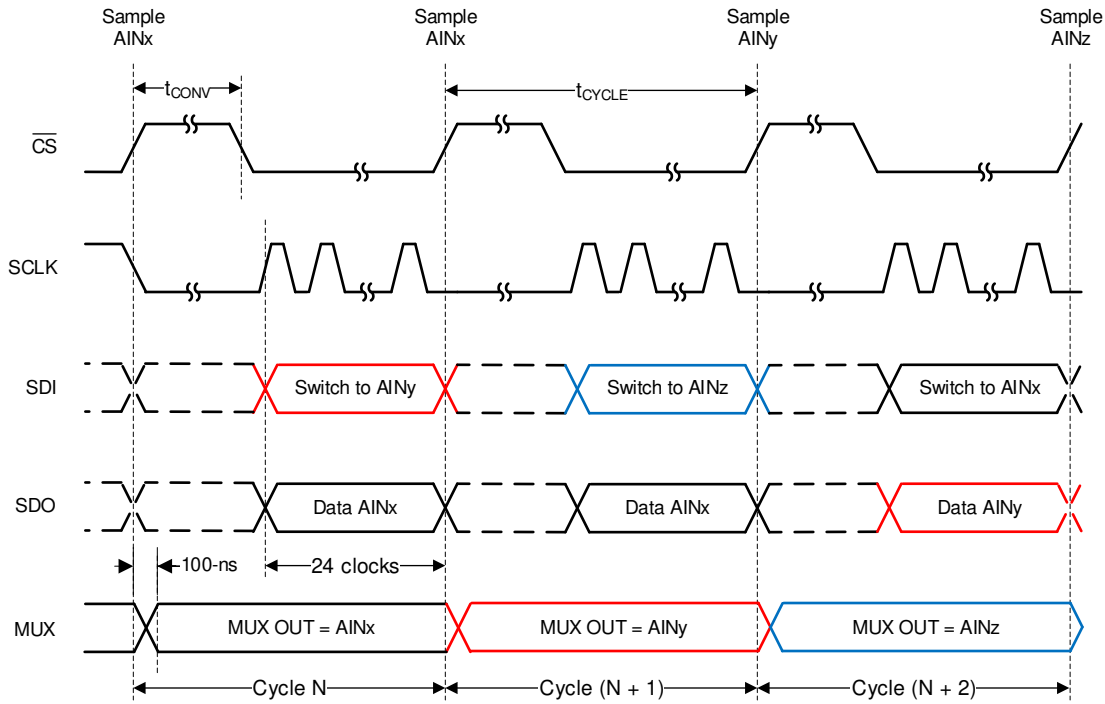 Sample
AINx
Sample
AINx
Sample
AINy
Sample
AINz
tCONV
tCYCLE
CS
SCLK
SDI
Switch to AINy
Switch to AINz
Switch to AINx
SDO
Data AINx
Data AINx
Data AINy
100-ns
24 clocks
MUX
MUX OUT = AINx
MUX OUT = AINy
MUX OUT = AINz
Cycle N
Cycle (N + 1)
Cycle (N + 2)